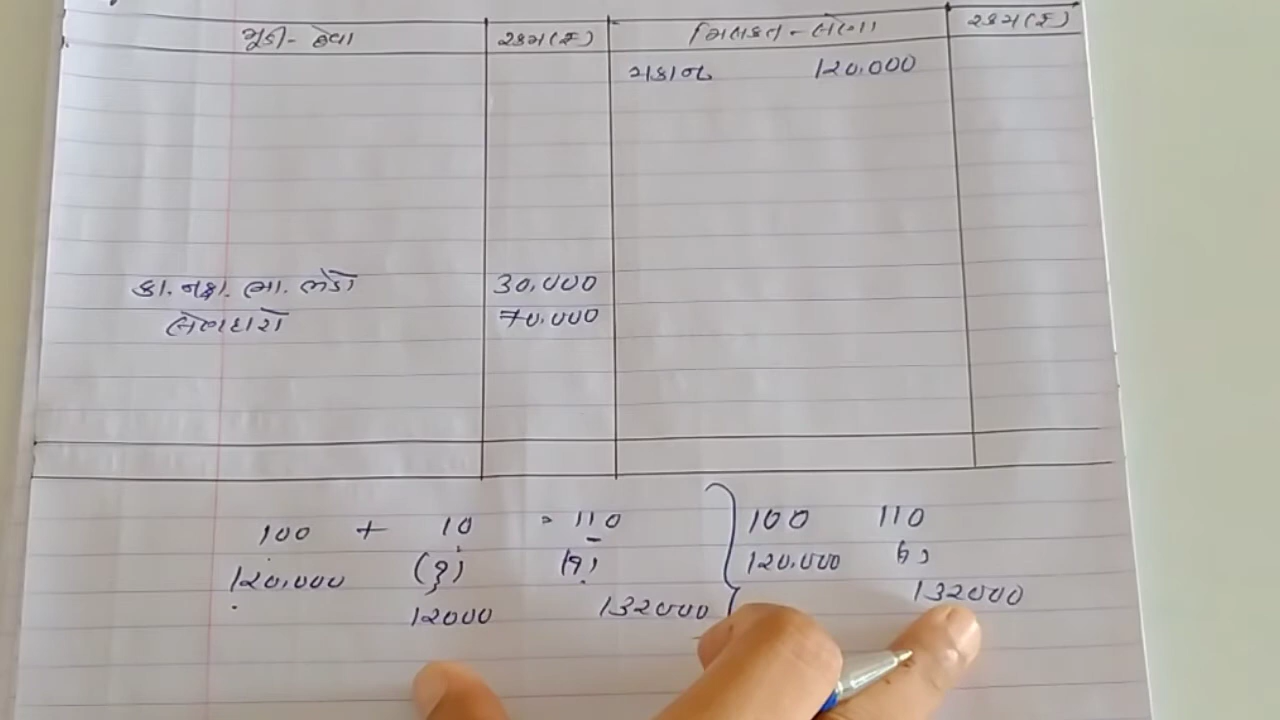 મૂડી - દેવા રકમ(₹) મિલકત - લેણા રકમ(₹)
મકાન 120,000
કા. નફા. ભા. ભંડો 30,000
લેણદારો 70,000
100 + 10 = 110 100 110
120,000 (?) (?) 120,000 (?)
12000 132000 132000